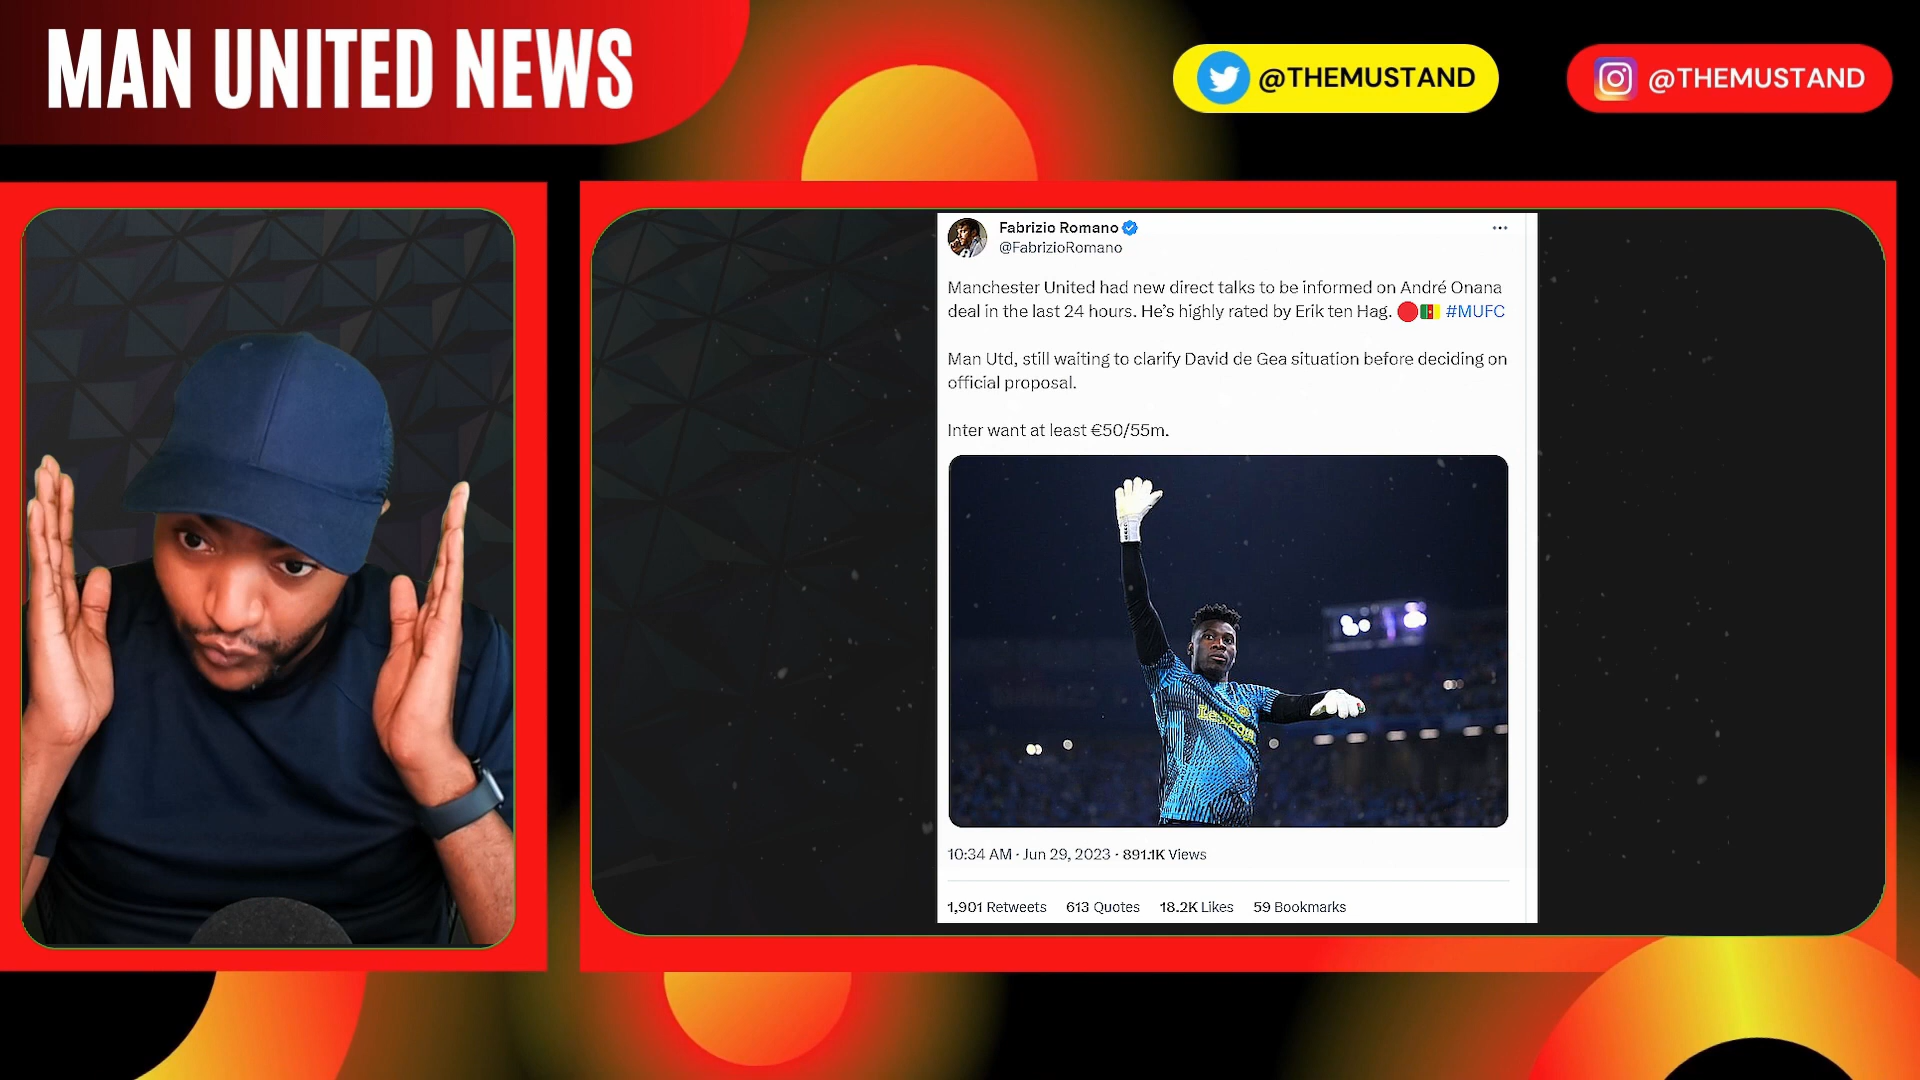 MAN UNITED NEWS
@THEMUSTAND
@THEMUSTAND
Fabrizio Romano
@FabrizioRomano
Manchester United had new direct talks to be informed on André Onana
deal in the last 24 hours. He’s highly rated by Erik ten Hag. #MUFC
Man Utd, still waiting to clarify David de Gea situation before deciding on
official proposal.
Inter want at least €50/55m.
10:34 AM · Jun 29, 2023 · 891.1K Views
1,901 Retweets 613 Quotes 18.2K Likes 59 Bookmarks